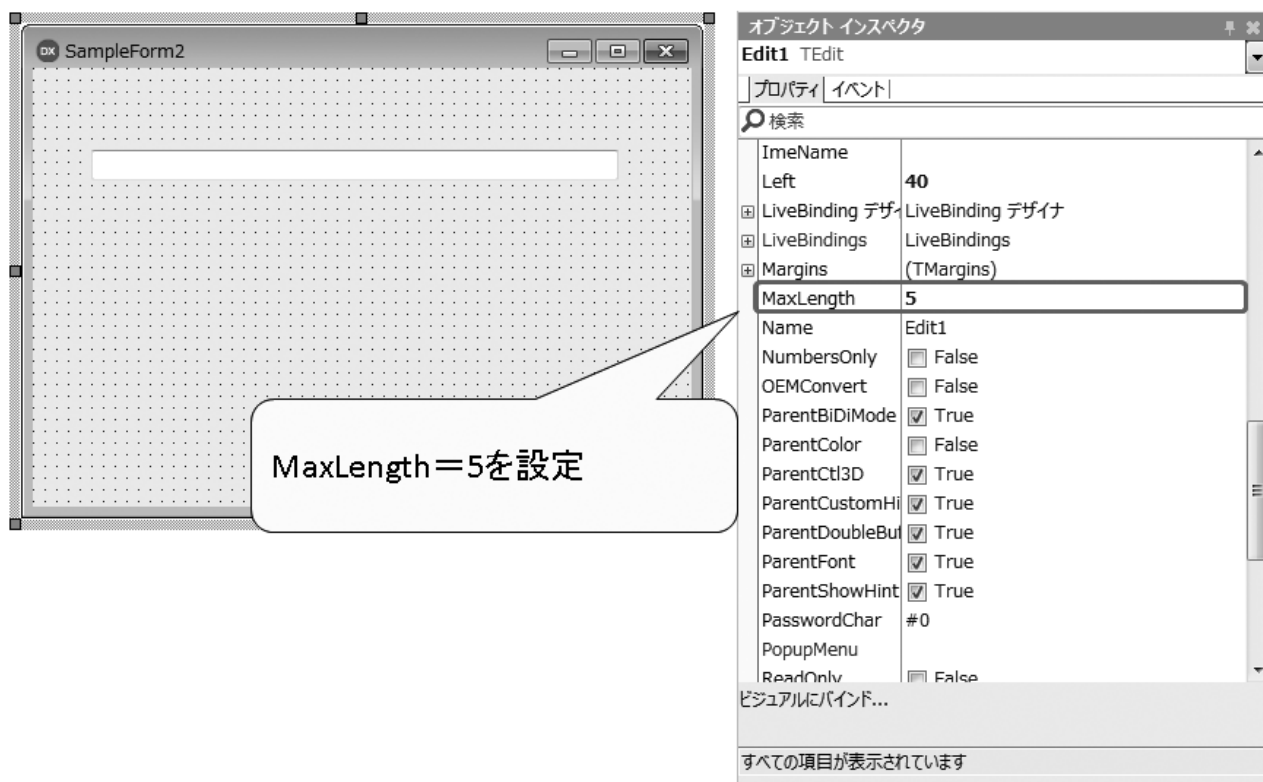 SampleForm2
MaxLength＝5を設定
オブジェクト インスペクタ
Edit1 TEdit
プロパティ イベント
検索
ImeName
Left 40
LiveBinding デザイ LiveBinding デザイナ
LiveBindings LiveBindings
Margins (TMargins)
MaxLength 5
Name Edit1
NumbersOnly False
OEMConvert False
ParentBiDiMode True
ParentColor False
ParentCtl3D True
ParentCustomHi True
ParentDoubleBuf True
ParentFont True
ParentShowHint True
PasswordChar #0
PopupMenu
ReadOnly False
ビジュアルにバインド...
すべての項目が表示されています